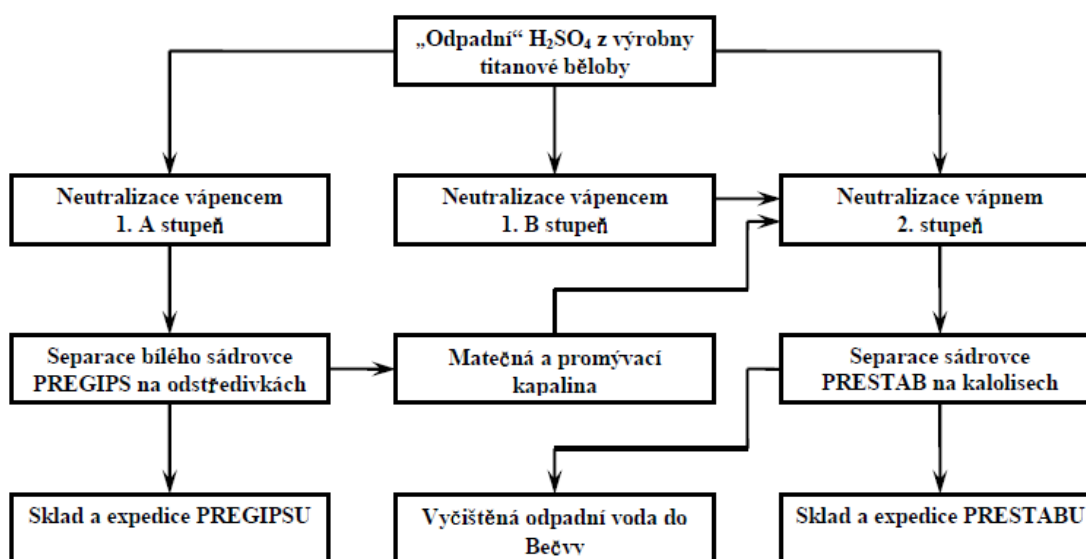 „Odpadní“ H₂SO₄ z výrobny
titanové běloby
Neutralizace vápencem
1. A stupeň
Neutralizace vápencem
1. B stupeň
Neutralizace vápnem
2. stupeň
Separace bílého sádrovce
PREGIPS na odstředivkách
Matečná a promývací
kapalina
Separace sádrovce
PRESTAB na kalolisech
Sklad a expedice PREGIPSU
Vyčištěná odpadní voda do
Bečvy
Sklad a expedice PRESTABU